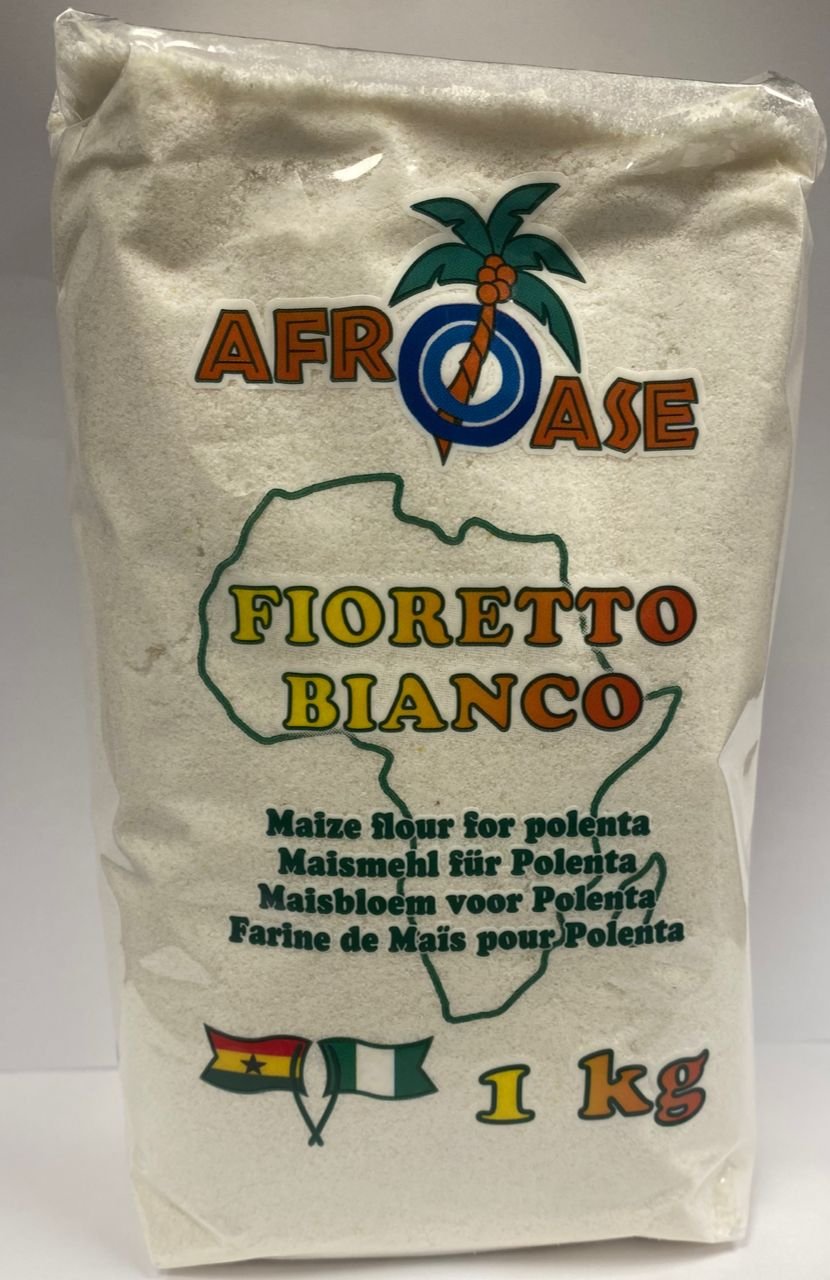 AFROASE
FIORETTO
BIANCO
Maize flour for polenta
Maismehl für Polenta
Maisbloem voor Polenta
Farine de Maïs pour Polenta
1 kg